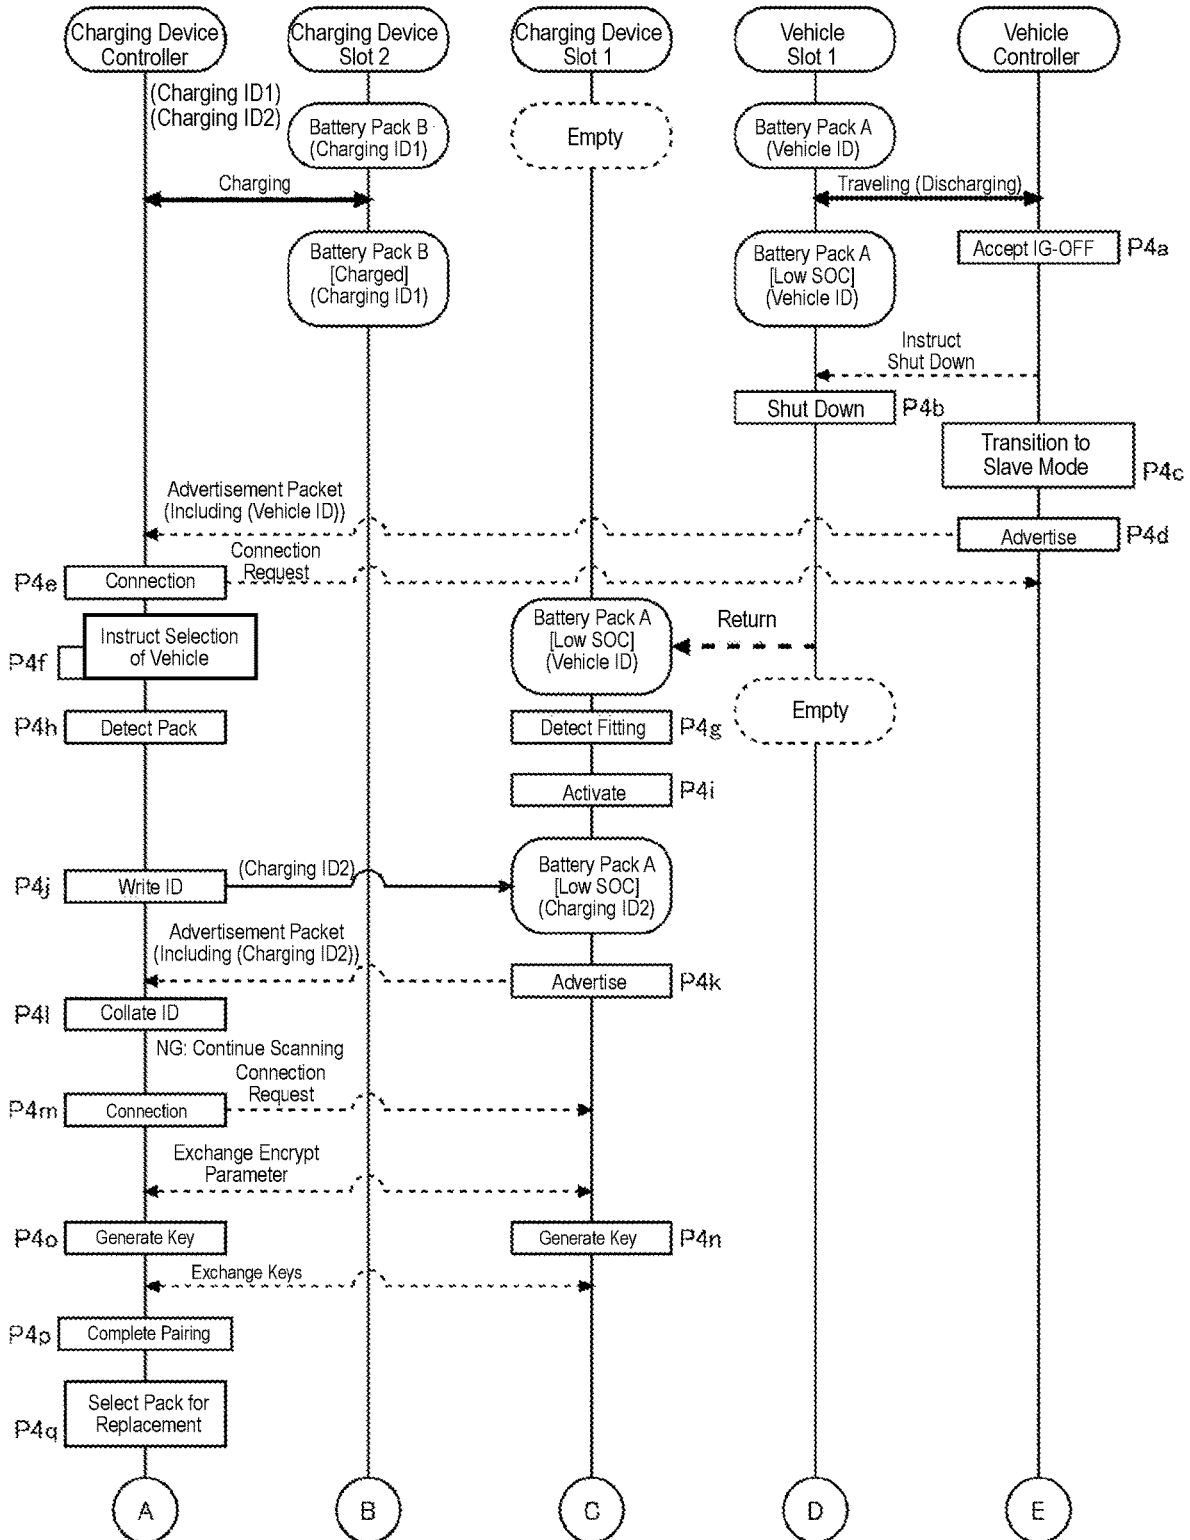 Charging Device
Controller
Charging Device
Slot 2
Charging Device
Slot 1
Vehicle
Slot 1
Vehicle
Controller
(Charging ID1)
(Charging ID2)
Battery Pack B
(Charging ID1)
Empty
Battery Pack A
(Vehicle ID)
Charging
Traveling (Discharging)
Battery Pack B
[Charged]
(Charging ID1)
Battery Pack A
[Low SOC]
(Vehicle ID)
Accept IG-OFF
P4a
Instruct
Shut Down
Shut Down
P4b
Transition to
Slave Mode
P4c
Advertisement Packet
(Including (Vehicle ID))
Advertise
P4d
Connection
Request
P4e
Connection
Battery Pack A
[Low SOC]
(Vehicle ID)
Return
P4f
Instruct Selection
of Vehicle
Empty
P4h
Detect Pack
Detect Fitting
P4g
Activate
P4i
P4j
Write ID
(Charging ID2)
Battery Pack A
[Low SOC]
(Charging ID2)
Advertisement Packet
(Including (Charging ID2))
Advertise
P4k
P4l
Collate ID
NG: Continue Scanning
Connection
Request
P4m
Connection
Exchange Encrypt
Parameter
P4o
Generate Key
Generate Key
P4n
Exchange Keys
P4p
Complete Pairing
P4q
Select Pack for
Replacement
A
B
C
D
E